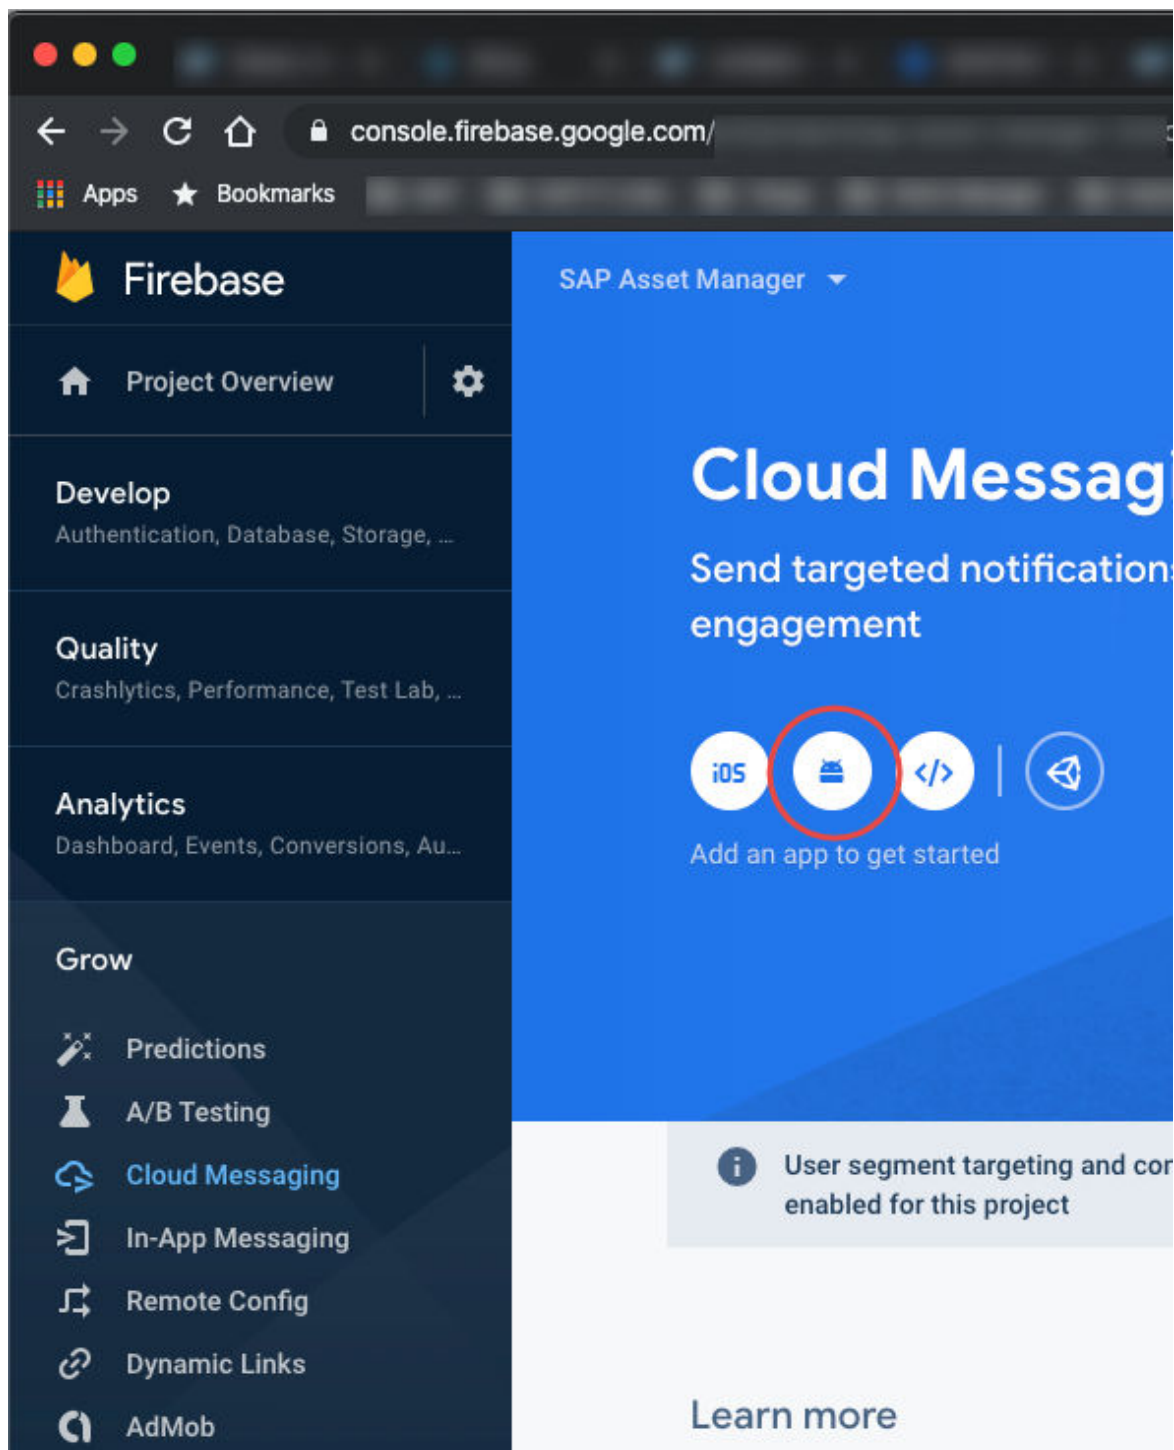 console.firebase.google.com/
Apps
Bookmarks
Firebase
SAP Asset Manager
Project Overview
Develop
Authentication, Database, Storage, ...
Quality
Crashlytics, Performance, Test Lab, ...
Analytics
Dashboard, Events, Conversions, Au...
Grow
Predictions
A/B Testing
Cloud Messaging
In-App Messaging
Remote Config
Dynamic Links
AdMob
Cloud Messagi
Send targeted notifications
engagement
iOS
</>
Add an app to get started
User segment targeting and con
enabled for this project
Learn more